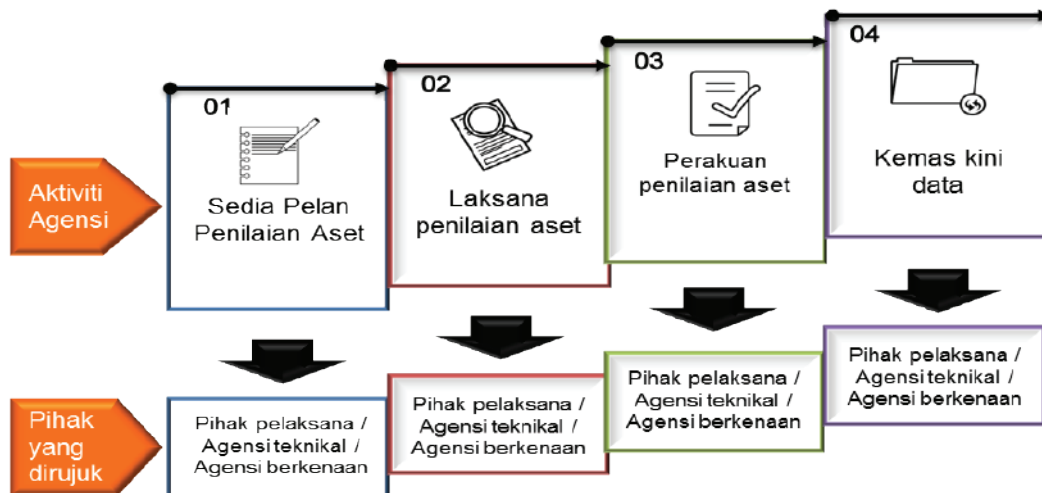 Aktiviti
Agensi
01
Sedia Pelan
Penilaian Aset
02
Laksana
penilaian aset
03
Perakuan
penilaian aset
04
Kemas kini
data
Pihak
yang
dirujuk
Pihak pelaksana /
Agensi teknikal /
Agensi berkenaan
Pihak pelaksana /
Agensi teknikal /
Agensi berkenaan
Pihak pelaksana /
Agensi teknikal /
Agensi berkenaan
Pihak pelaksana /
Agensi teknikal /
Agensi berkenaan